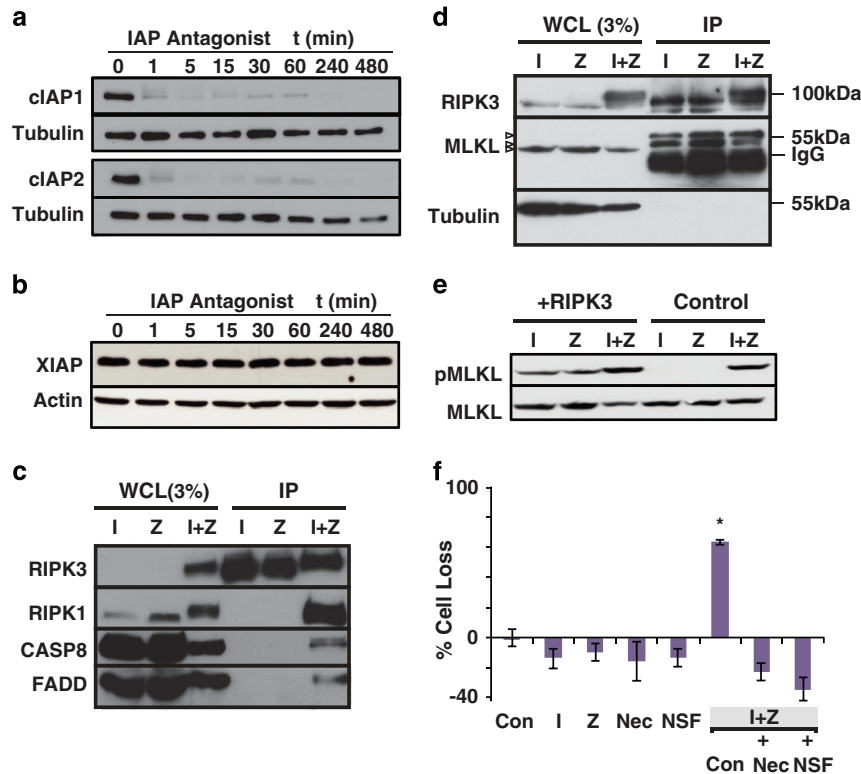 a
IAP Antagonist t (min)
0 1 5 15 30 60 240 480
cIAP1
Tubulin
cIAP2
Tubulin
b
IAP Antagonist t (min)
0 1 5 15 30 60 240 480
XIAP
Actin
c
WCL(3%) IP
I Z I+Z I Z I+Z
RIPK3
RIPK1
CASP8
FADD
d
WCL (3%) IP
I Z I+Z I Z I+Z
RIPK3 100kDa
MLKL 55kDa
IgG
Tubulin 55kDa
e
+RIPK3 Control
I Z I+Z I Z I+Z
pMLKL
MLKL
f
% Cell Loss
100
0
-40
*
Con I Z Nec NSF I+Z
+ +
Con Nec NSF